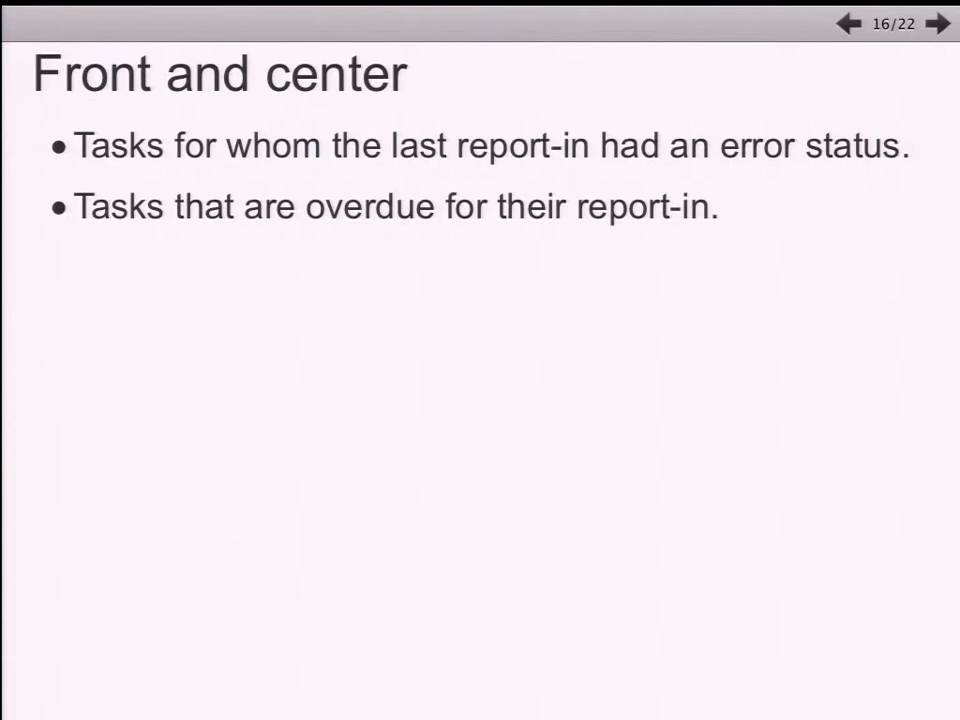 16/22
Front and center
• Tasks for whom the last report-in had an error status.
• Tasks that are overdue for their report-in.